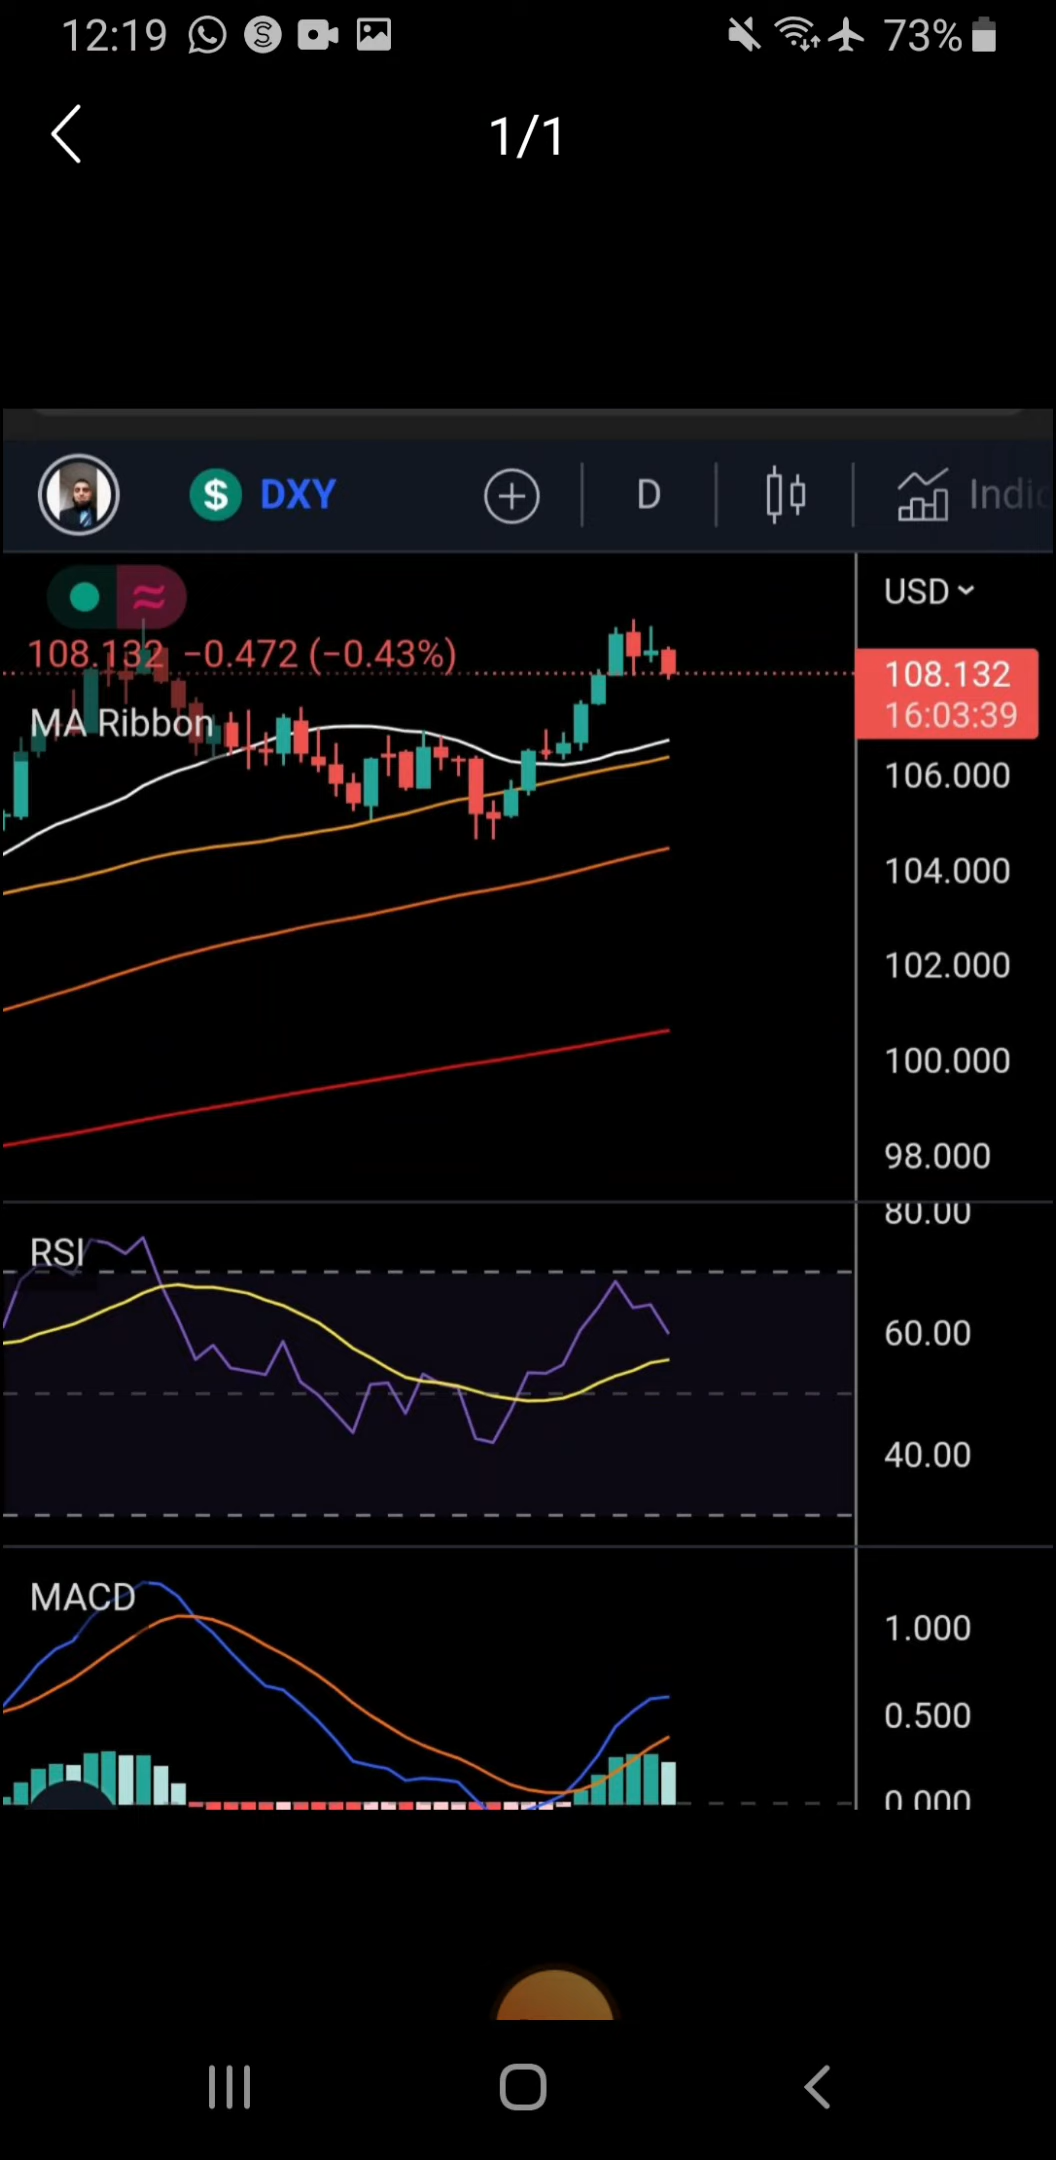 12:19 73%
1/1
DXY D Indic
USD
108.132 −0.472 (−0.43%)
108.132
16:03:39
MA Ribbon
106.000
104.000
102.000
100.000
98.000
80.00
RSI
60.00
40.00
MACD
1.000
0.500
0.000